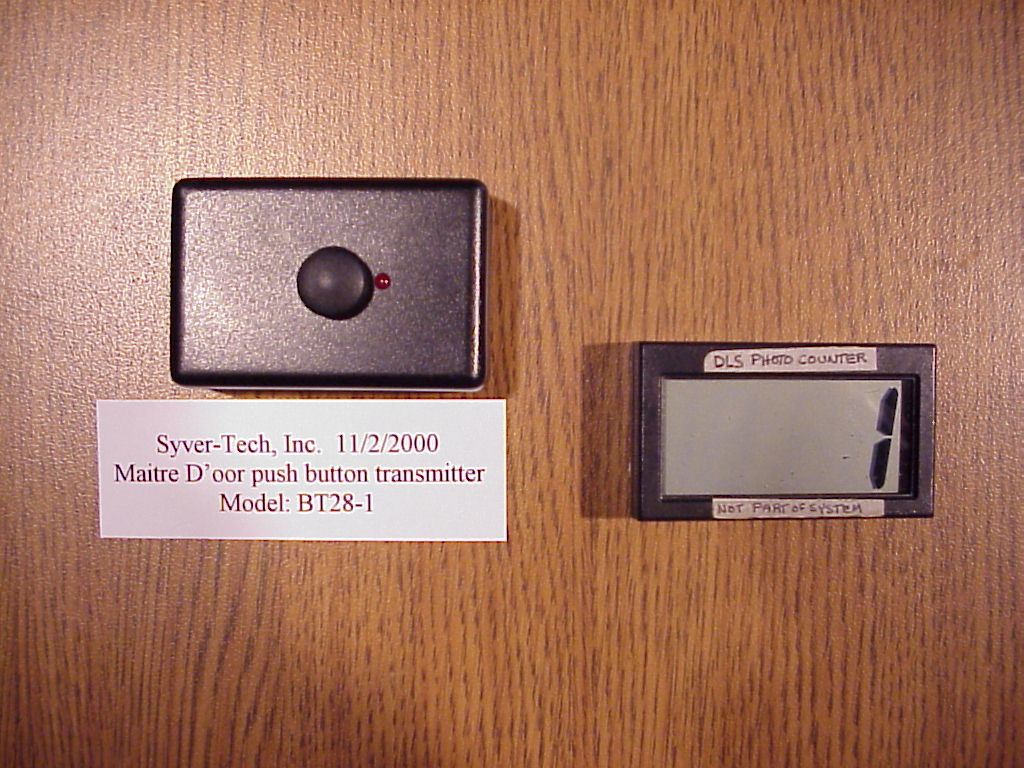 Syver-Tech, Inc. 11/2/2000
Maitre D'oor push button transmitter
Model: BT28-1
DLS PHOTO COUNTER
1
NOT PART OF SYSTEM